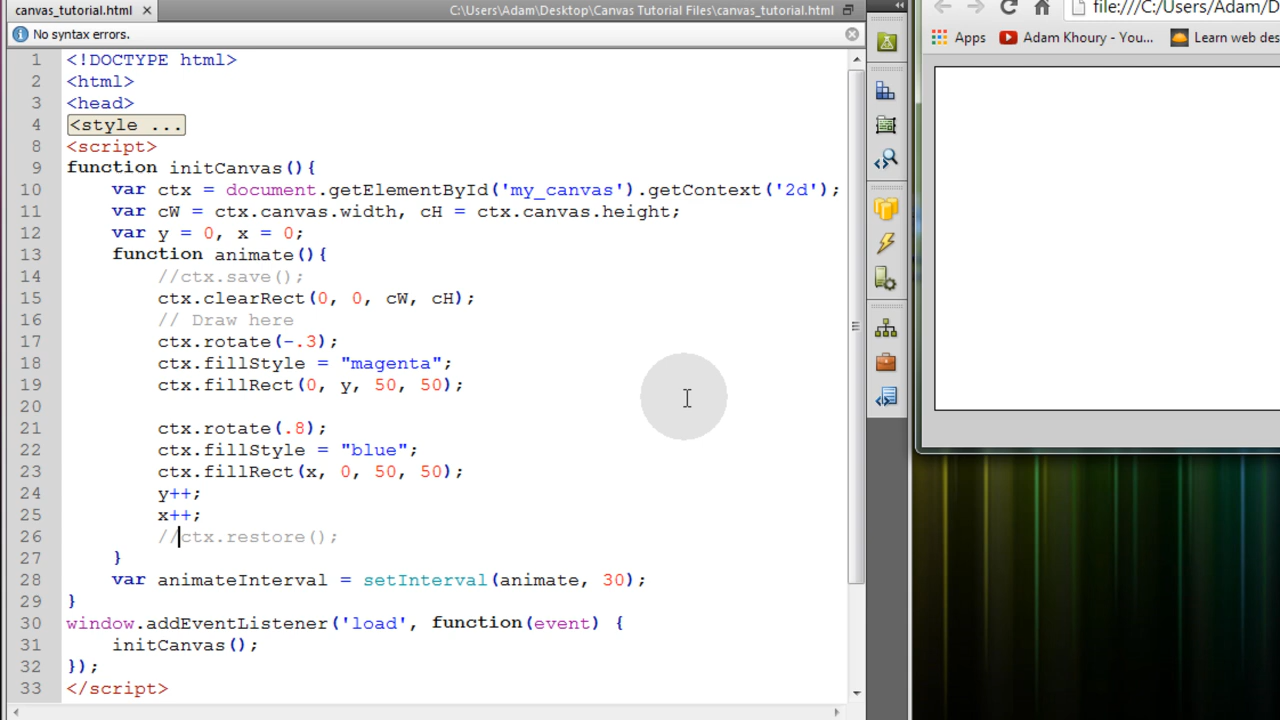 canvas_tutorial.html ×
C:\Users\Adam\Desktop\Canvas Tutorial Files\canvas_tutorial.html
No syntax errors.
1 <!DOCTYPE html>
2 <html>
3 <head>
4 <style ...
8 <script>
9 function initCanvas(){
10 var ctx = document.getElementById('my_canvas').getContext('2d');
11 var cW = ctx.canvas.width, cH = ctx.canvas.height;
12 var y = 0, x = 0;
13 function animate(){
14 //ctx.save();
15 ctx.clearRect(0, 0, cW, cH);
16 // Draw here
17 ctx.rotate(-.3);
18 ctx.fillStyle = "magenta";
19 ctx.fillRect(0, y, 50, 50);
20
21 ctx.rotate(.8);
22 ctx.fillStyle = "blue";
23 ctx.fillRect(x, 0, 50, 50);
24 y++;
25 x++;
26 //ctx.restore();
27 }
28 var animateInterval = setInterval(animate, 30);
29 }
30 window.addEventListener('load', function(event) {
31 initCanvas();
32 });
33 </script>
file:///C:/Users/Adam/D
Apps Adam Khoury - You... Learn web des